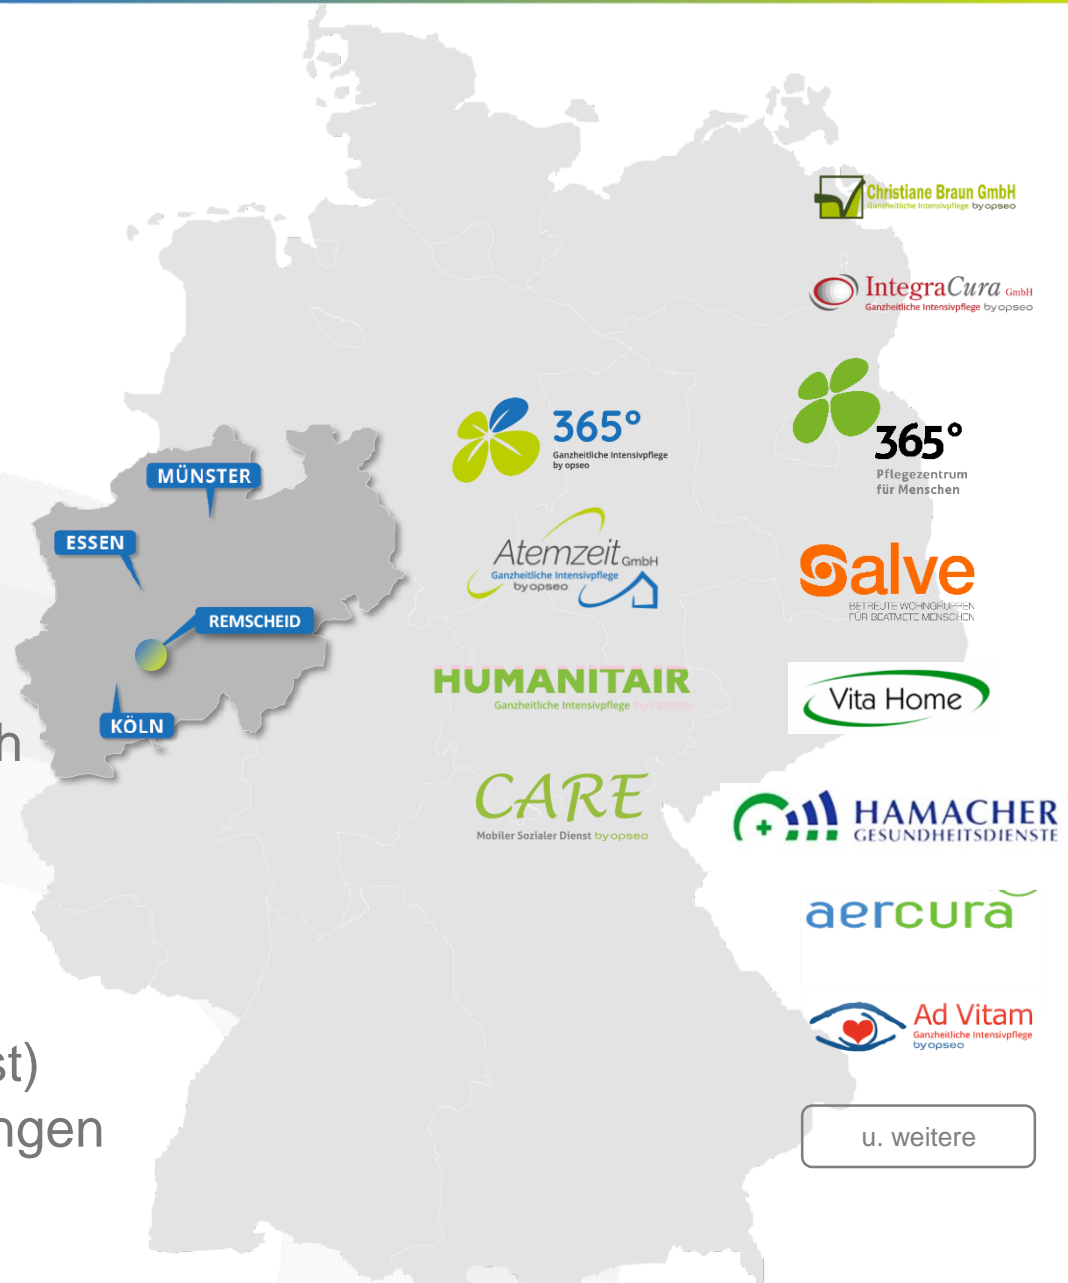 Christiane Braun GmbH
Ganzheitliche Intensivpflege by opseo
IntegraCura GmbH
Ganzheitliche Intensivpflege by opseo
365°
Ganzheitliche Intensivpflege
by opseo
365°
Pflegezentrum
für Menschen
MÜNSTER
ESSEN
REMSCHEID
KÖLN
Atemzeit GmbH
Ganzheitliche Intensivpflege
by opseo
Salve
BETREUTE WOHNGRUPPEN
FÜR BEATMETE MENSCHEN
HUMANITAIR
Ganzheitliche Intensivpflege by opseo
Vita Home
h
CARE
Mobiler Sozialer Dienst by opseo
HAMACHER
GESUNDHEITSDIENSTE
aercura
Ad Vitam
Ganzheitliche Intensivpflege
by opseo
st)
ngen
u. weitere